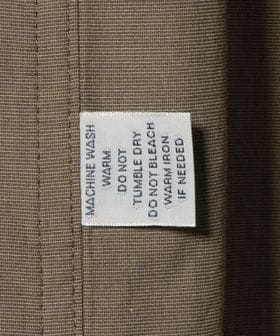 MACHINE WASH
WARM
DO NOT
TUMBLE DRY
DO NOT BLEACH
WARM IRON
IF NEEDED